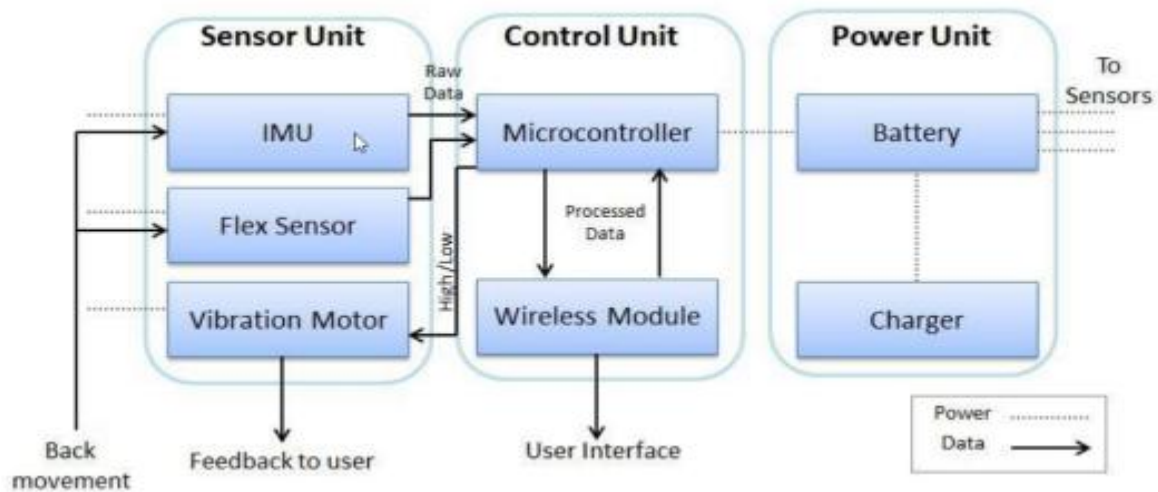 Sensor Unit
Control Unit
Power Unit
Raw
Data
To
Sensors
IMU
Microcontroller
Battery
Flex Sensor
Processed
Data
High/Low
Vibration Motor
Wireless Module
Charger
Back
movement
Feedback to user
User Interface
Power
Data